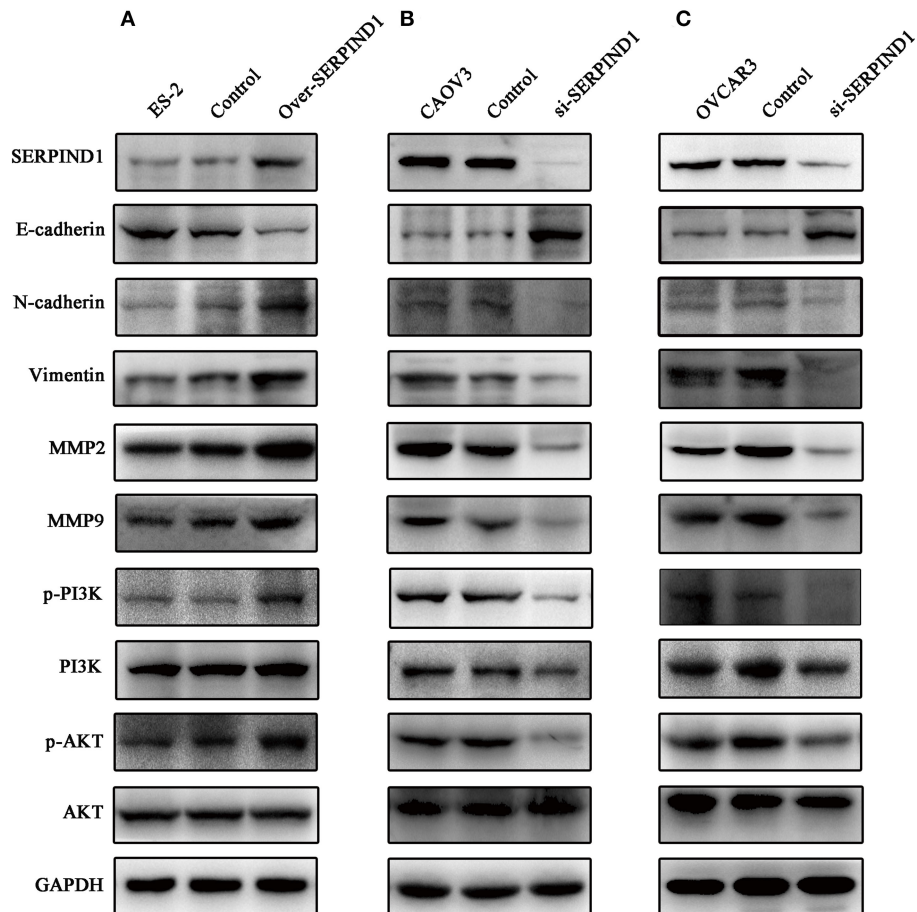 A
B
C
ES-2
Control
Over-SERPIND1
CAOV3
Control
si-SERPIND1
OVCAR3
Control
si-SERPIND1
SERPIND1
E-cadherin
N-cadherin
Vimentin
MMP2
MMP9
p-PI3K
PI3K
p-AKT
AKT
GAPDH